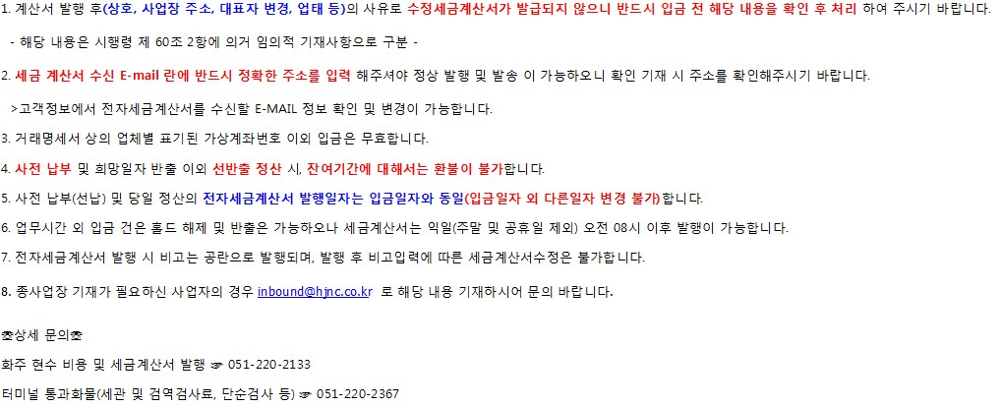 1. 계산서 발행 후(상호, 사업장 주소, 대표자 변경, 업태 등)의 사유로 수정세금계산서가 발급되지 않으니 반드시 입금 전 해당 내용을 확인 후 처리 하여 주시기 바랍니다.
- 해당 내용은 시행령 제 60조 2항에 의거 임의적 기재사항으로 구분 -
2. 세금 계산서 수신 E-mail 란에 반드시 정확한 주소를 입력 해주셔야 정상 발행 및 발송 이 가능하오니 확인 기재 시 주소를 확인해주시기 바랍니다.
>고객정보에서 전자세금계산서를 수신할 E-MAIL 정보 확인 및 변경이 가능합니다.
3. 거래명세서 상의 업체별 표기된 가상계좌번호 이외 입금은 무효합니다.
4. 사전 납부 및 희망일자 반출 이외 선반출 정산 시, 잔여기간에 대해서는 환불이 불가합니다.
5. 사전 납부(선납) 및 당일 정산의 전자세금계산서 발행일자는 입금일자와 동일(입금일자 외 다른일자 변경 불가)합니다.
6. 업무시간 외 입금 건은 홀드 해제 및 반출은 가능하오나 세금계산서는 익일(주말 및 공휴일 제외) 오전 08시 이후 발행이 가능합니다.
7. 전자세금계산서 발행 시 비고는 공란으로 발행되며, 발행 후 비고입력에 따른 세금계산서수정은 불가합니다.
8. 종사업장 기재가 필요하신 사업자의 경우 inbound@hjnc.co.kr 로 해당 내용 기재하시어 문의 바랍니다.
☎상세 문의☎
화주 현수 비용 및 세금계산서 발행 ☞ 051-220-2133
터미널 통과화물(세관 및 검역검사료, 단순검사 등) ☞ 051-220-2367